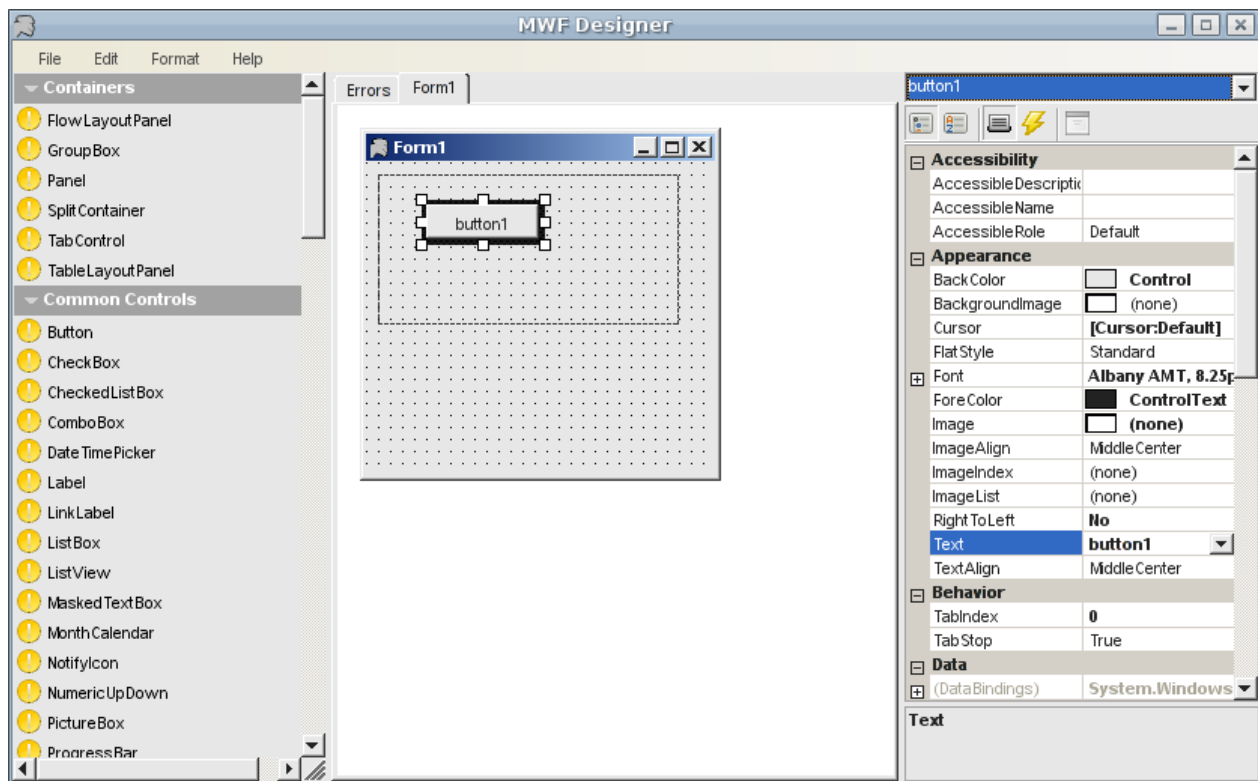 MWF Designer
File Edit Format Help
Containers
FlowLayoutPanel
GroupBox
Panel
SplitContainer
TabControl
TableLayoutPanel
Common Controls
Button
CheckBox
CheckedListBox
ComboBox
DateTimePicker
Label
LinkLabel
ListBox
ListView
MaskedTextBox
MonthCalendar
NotifyIcon
NumericUpDown
PictureBox
ProgressBar
Errors Form1
Form1
button1
button1
Accessibility
AccessibleDescriptic
AccessibleName
AccessibleRole Default
Appearance
BackColor Control
BackgroundImage (none)
Cursor [Cursor:Default]
FlatStyle Standard
Font Albany AMT, 8.25p
ForeColor ControlText
Image (none)
ImageAlign MiddleCenter
ImageIndex (none)
ImageList (none)
RightToLeft No
Text button1
TextAlign MiddleCenter
Behavior
TabIndex 0
TabStop True
Data
(DataBindings) System.Windows
Text